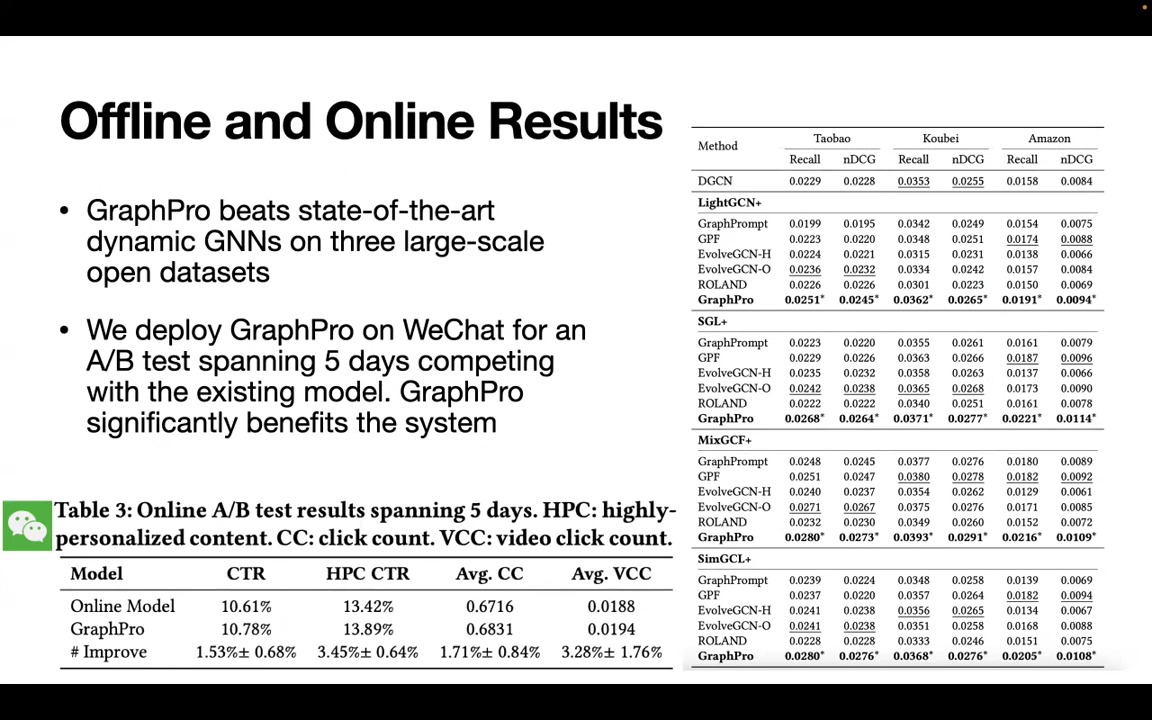 Offline and Online Results
• GraphPro beats state-of-the-art
dynamic GNNs on three large-scale
open datasets
• We deploy GraphPro on WeChat for an
A/B test spanning 5 days competing
with the existing model. GraphPro
significantly benefits the system
Table 3: Online A/B test results spanning 5 days. HPC: highly-
personalized content. CC: click count. VCC: video click count.
Model CTR HPC CTR Avg. CC Avg. VCC
Online Model 10.61% 13.42% 0.6716 0.0188
GraphPro 10.78% 13.89% 0.6831 0.0194
# Improve 1.53%± 0.68% 3.45%± 0.64% 1.71%± 0.84% 3.28%± 1.76%
Method Taobao Koubei Amazon
Recall nDCG Recall nDCG Recall nDCG
DGCN 0.0229 0.0228 0.0353 0.0255 0.0158 0.0084
LightGCN+
GraphPrompt 0.0199 0.0195 0.0342 0.0249 0.0154 0.0075
GPF 0.0223 0.0220 0.0348 0.0251 0.0174 0.0088
EvolveGCN-H 0.0224 0.0221 0.0315 0.0231 0.0138 0.0066
EvolveGCN-O 0.0236 0.0232 0.0334 0.0242 0.0157 0.0084
ROLAND 0.0226 0.0226 0.0301 0.0223 0.0150 0.0069
GraphPro 0.0251* 0.0245* 0.0362* 0.0265* 0.0191* 0.0094*
SGL+
GraphPrompt 0.0223 0.0220 0.0355 0.0261 0.0161 0.0079
GPF 0.0229 0.0226 0.0363 0.0266 0.0187 0.0096
EvolveGCN-H 0.0235 0.0232 0.0358 0.0263 0.0137 0.0066
EvolveGCN-O 0.0242 0.0238 0.0365 0.0268 0.0173 0.0090
ROLAND 0.0222 0.0222 0.0340 0.0251 0.0161 0.0078
GraphPro 0.0268* 0.0264* 0.0371* 0.0277* 0.0221* 0.0114*
MixGCF+
GraphPrompt 0.0248 0.0245 0.0377 0.0276 0.0180 0.0089
GPF 0.0251 0.0247 0.0380 0.0278 0.0182 0.0092
EvolveGCN-H 0.0240 0.0237 0.0354 0.0262 0.0129 0.0061
EvolveGCN-O 0.0271 0.0267 0.0375 0.0276 0.0171 0.0085
ROLAND 0.0232 0.0230 0.0349 0.0260 0.0152 0.0072
GraphPro 0.0280* 0.0273* 0.0393* 0.0291* 0.0216* 0.0109*
SimGCL+
GraphPrompt 0.0239 0.0224 0.0348 0.0258 0.0139 0.0069
GPF 0.0237 0.0220 0.0357 0.0264 0.0182 0.0094
EvolveGCN-H 0.0241 0.0238 0.0356 0.0265 0.0134 0.0067
EvolveGCN-O 0.0241 0.0238 0.0351 0.0258 0.0168 0.0088
ROLAND 0.0228 0.0228 0.0333 0.0246 0.0151 0.0075
GraphPro 0.0280* 0.0276* 0.0368* 0.0276* 0.0205* 0.0108*